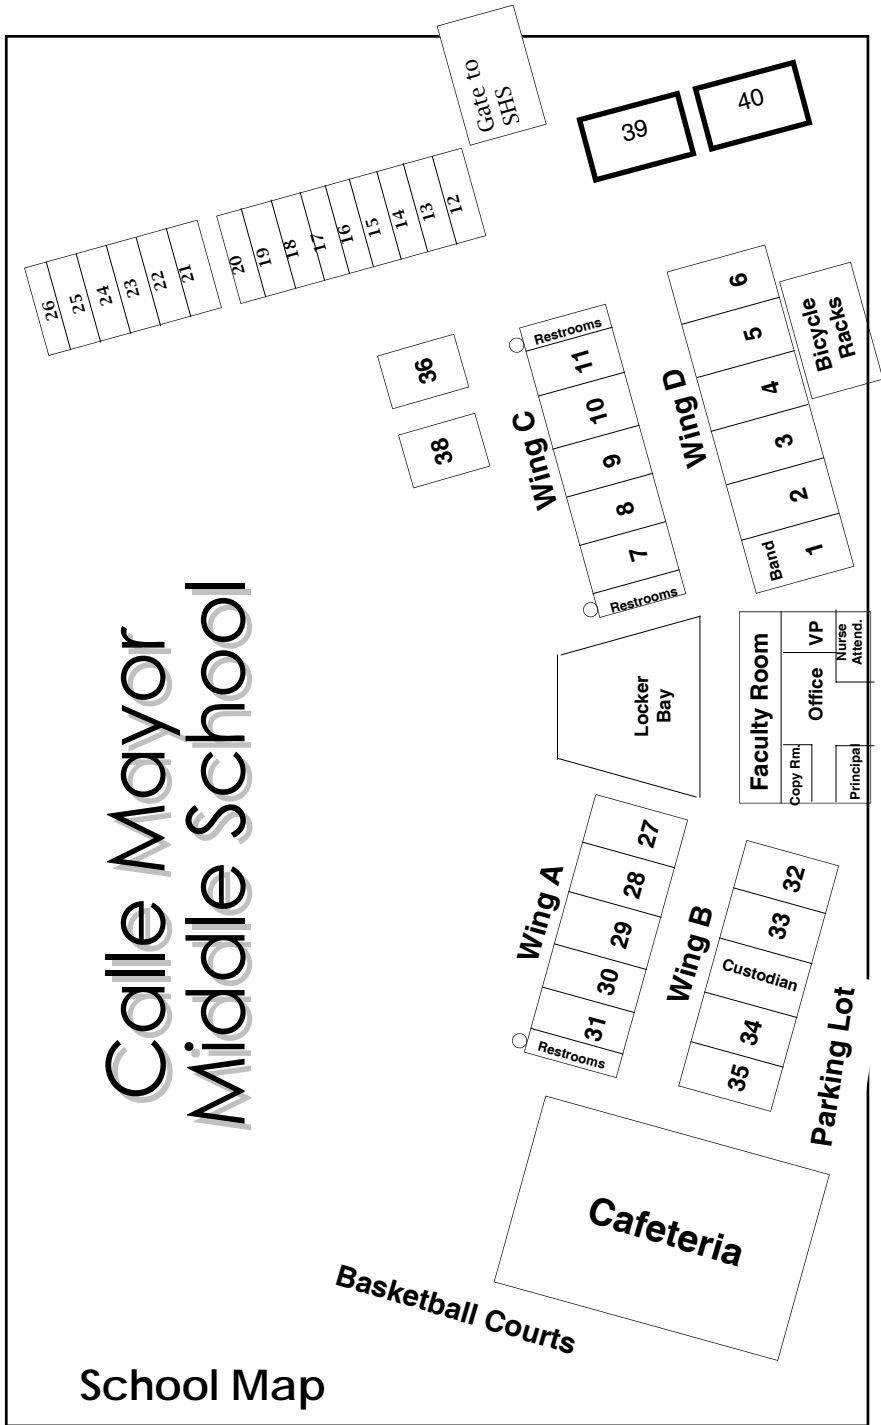 Gate to
SHS
39
40
26
25
24
23
22
21
20
19
18
17
16
15
14
13
12
36
38
Wing C
Restrooms
11
10
9
8
7
Restrooms
Wing D
6
5
4
3
2
Band
1
Bicycle
Racks
Calle Mayor
Middle School
Locker
Bay
Faculty Room
VP
Nurse
Attend.
Office
Copy Rm.
Principal
Wing A
27
28
29
30
31
Restrooms
Wing B
32
33
Custodian
34
35
Parking Lot
Cafeteria
Basketball Courts
School Map